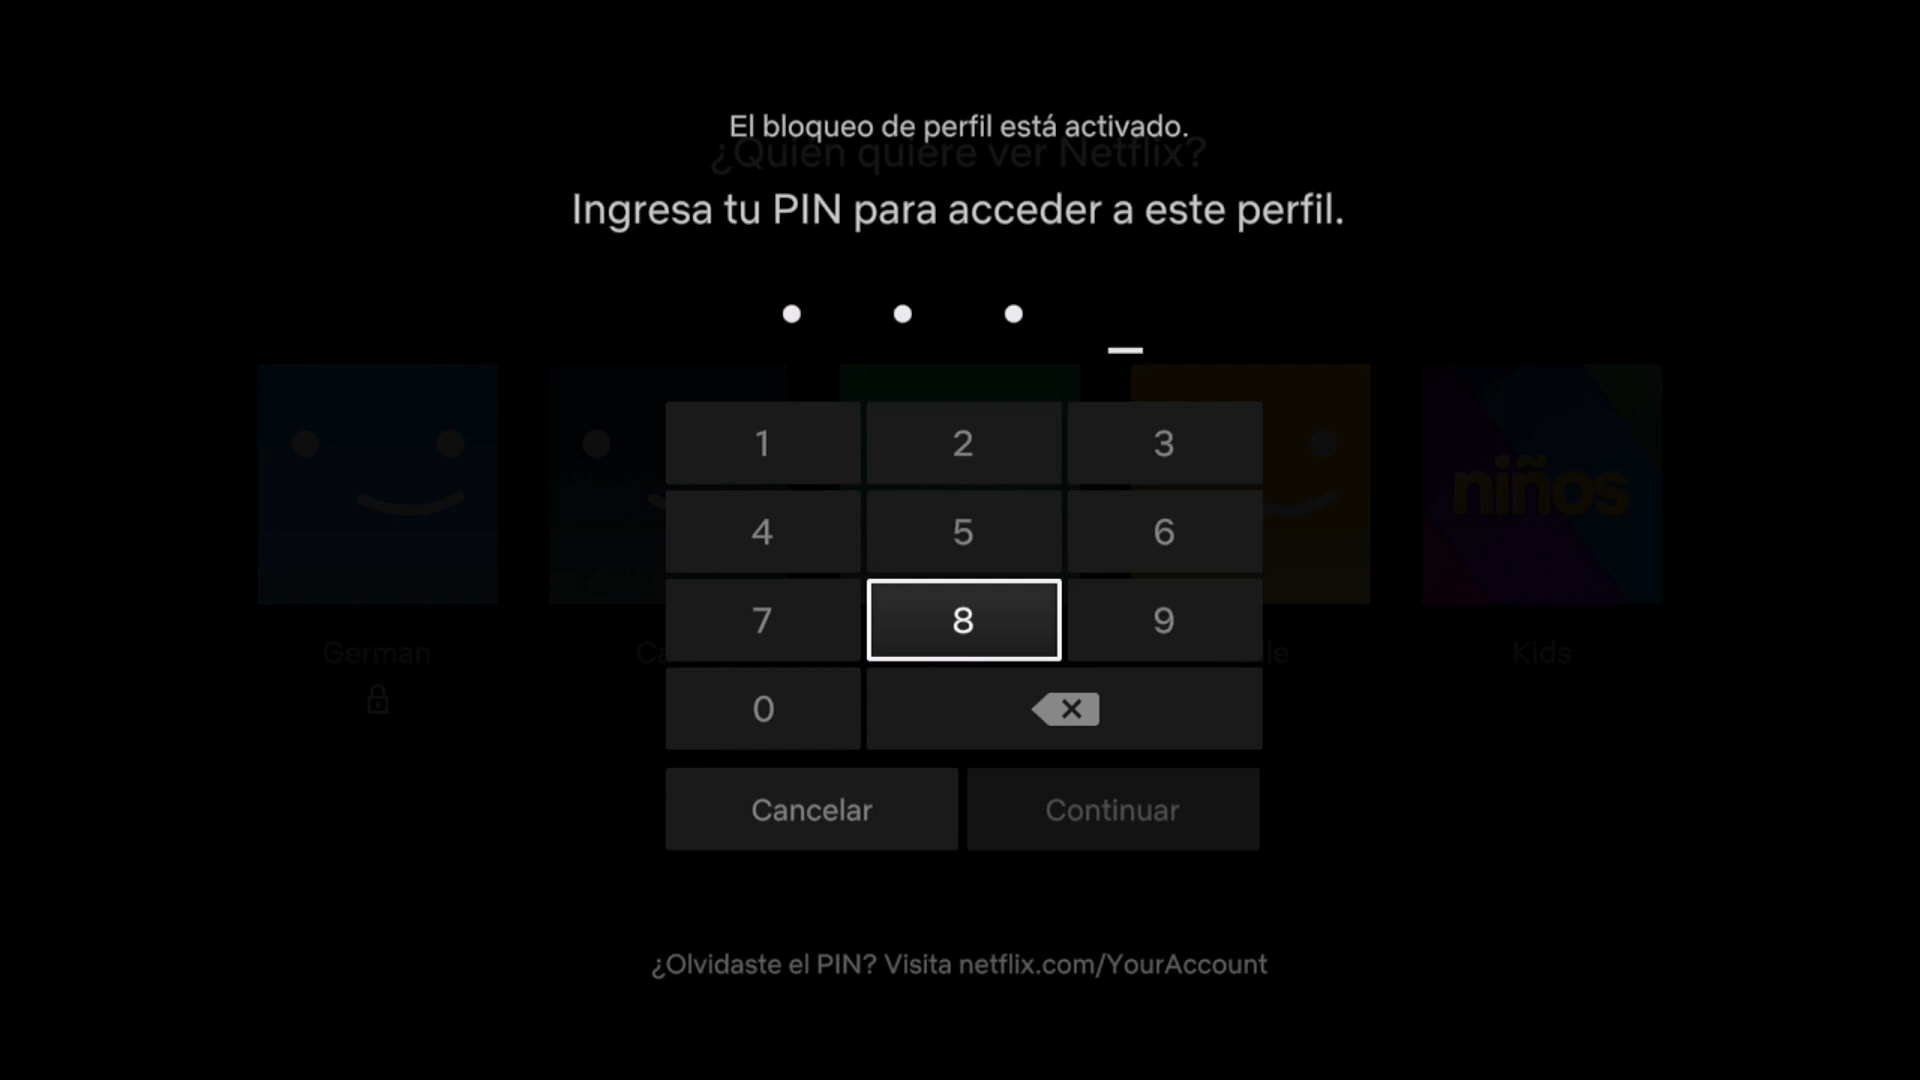 El bloqueo de perfil está activado.
¿Quién quiere ver Netflix?
Ingresa tu PIN para acceder a este perfil.
1 2 3
4 5 6
niños
7 8 9
German
Kids
0
Cancelar Continuar
¿Olvidaste el PIN? Visita netflix.com/YourAccount